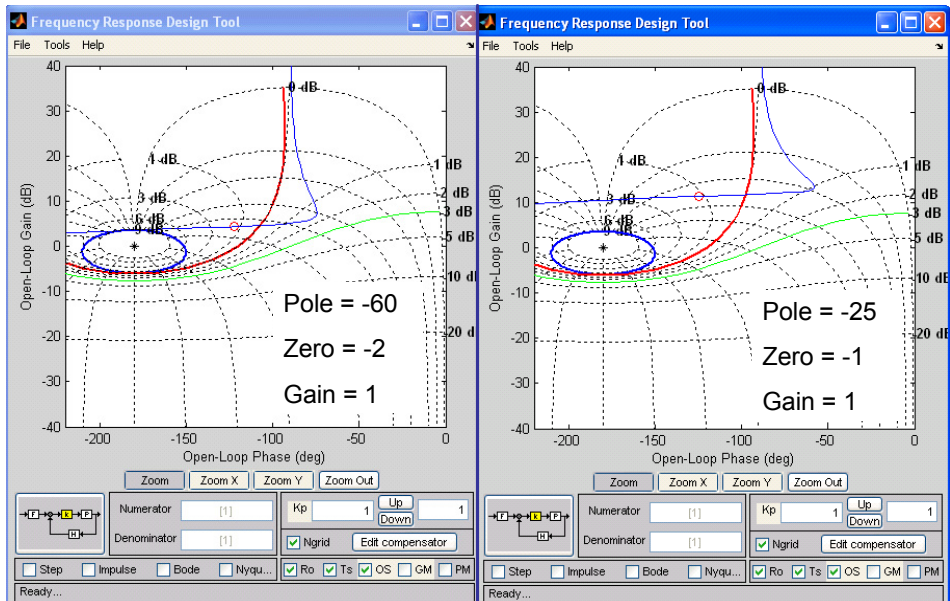 Frequency Response Design Tool
File Tools Help
40
30
20
10
0
-10
-20
-30
-40
Open-Loop Gain (dB)
0 dB
1 dB
3 dB
6 dB
1 dB
-2 dB
3 dB
-5 dB
-10 dB
-20 dB
Pole = -60
Zero = -2
Gain = 1
-200 -150 -100 -50 0
Open-Loop Phase (deg)
Zoom Zoom X Zoom Y Zoom Out
F k P
H
Numerator [1]
Denominator [1]
Kp 1 Up Down 1
Ngrid Edit compensator
Step Impulse Bode Nyqu... Ro Ts OS GM PM
Ready...
Frequency Response Design Tool
File Tools Help
40
30
20
10
0
-10
-20
-30
-40
Open-Loop Gain (dB)
0 dB
1 dB
3 dB
6 dB
1 dB
-2 dB
3 dB
-5 dB
-10 dB
-20 dB
Pole = -25
Zero = -1
Gain = 1
-200 -150 -100 -50 0
Open-Loop Phase (deg)
Zoom Zoom X Zoom Y Zoom Out
F k P
H
Numerator [1]
Denominator [1]
Kp 1 Up Down 1
Ngrid Edit compensator
Step Impulse Bode Nyqu... Ro Ts OS GM PM
Ready...